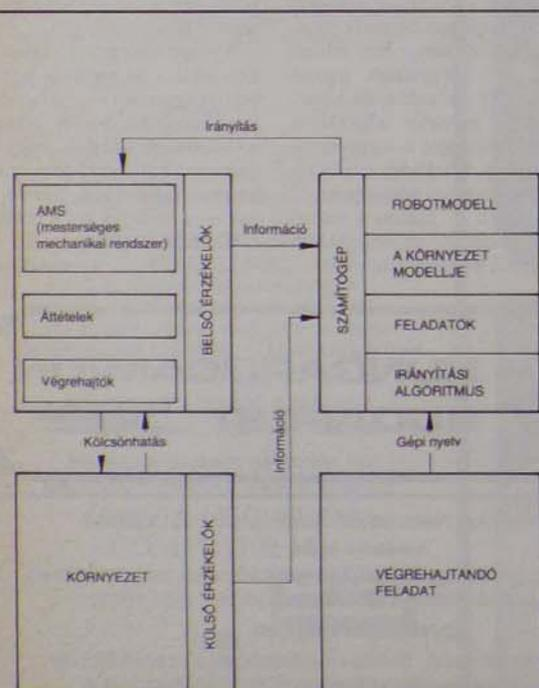 Irányítás
AMS
(mesterséges
mechanikai rendszer)
Áttételek
Végrehajtók
BELSŐ ÉRZÉKELŐK
Információ
SZÁMÍTÓGÉP
ROBOTMODELL
A KÖRNYEZET
MODELLJE
FELADATOK
IRÁNYÍTÁSI
ALGORITMUS
Kölcsönhatás
Információ
Gépi nyelv
KÖRNYEZET
KÜLSŐ ÉRZÉKELŐK
VÉGREHAJTANDÓ
FELADAT